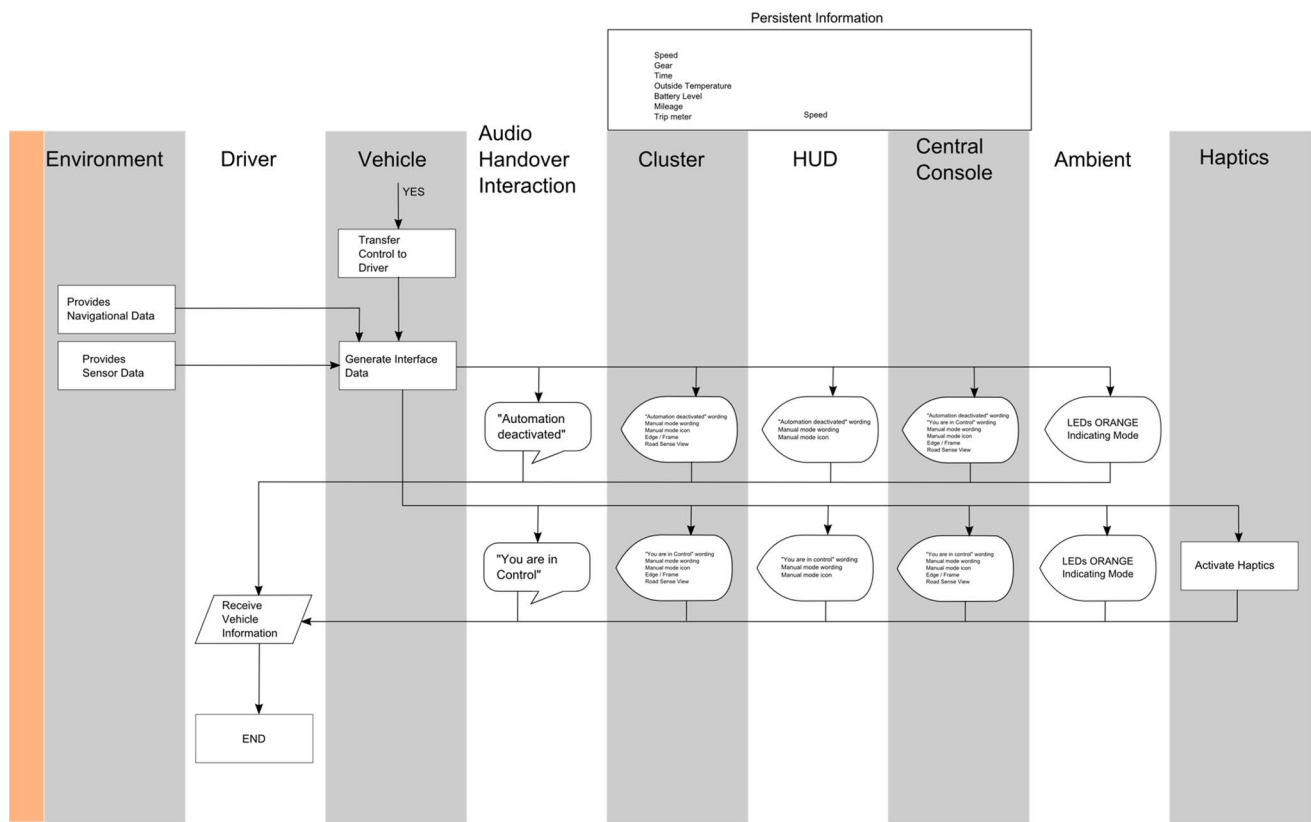 Persistent Information
Speed
Gear
Time
Outside Temperature
Battery Level
Mileage
Trip meter
Speed
Environment
Driver
Vehicle
Audio
Handover
Interaction
Cluster
HUD
Central
Console
Ambient
Haptics
YES
Transfer
Control to
Driver
Provides
Navigational Data
Provides
Sensor Data
Generate Interface
Data
"Automation
deactivated"
"Automation deactivated" wording
Manual mode wording
Manual mode icon
Edge / Frame
Road Sense View
"Automation deactivated" wording
Manual mode wording
Manual mode icon
"Automation deactivated" wording
"You are in Control" wording
Manual mode wording
Manual mode icon
Edge / Frame
Road Sense View
LEDs ORANGE
Indicating Mode
"You are in
Control"
"You are in Control" wording
Manual mode wording
Manual mode icon
Edge / Frame
Road Sense View
"You are in control" wording
Manual mode wording
Manual mode icon
"You are in control" wording
Manual mode wording
Manual mode icon
Edge / Frame
Road Sense View
LEDs ORANGE
Indicating Mode
Activate Haptics
Receive
Vehicle
Information
END